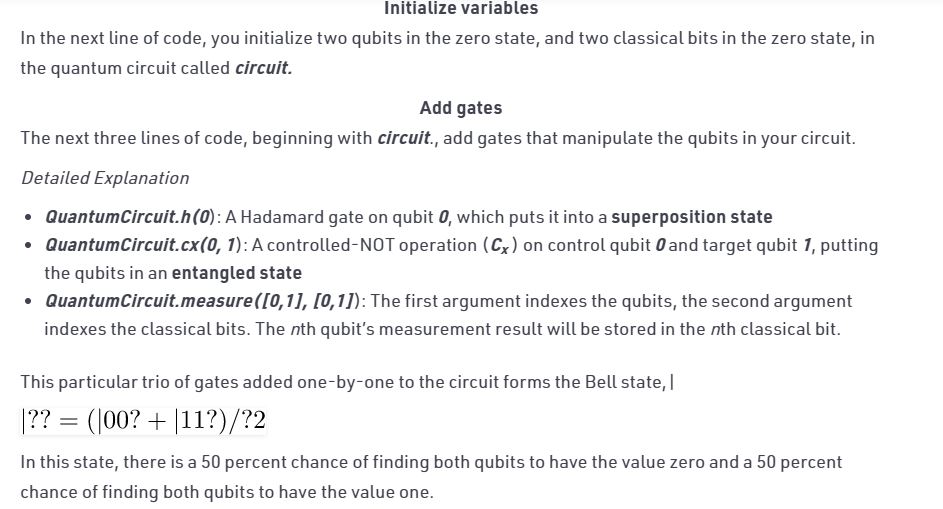 Initialize variables
In the next line of code, you initialize two qubits in the zero state, and two classical bits in the zero state, in
the quantum circuit called circuit.
Add gates
The next three lines of code, beginning with circuit., add gates that manipulate the qubits in your circuit.
Detailed Explanation
• QuantumCircuit.h(0): A Hadamard gate on qubit 0, which puts it into a superposition state
• QuantumCircuit.cx(0, 1): A controlled-NOT operation (Cx) on control qubit 0 and target qubit 1, putting
the qubits in an entangled state
• QuantumCircuit.measure([0,1], [0,1]): The first argument indexes the qubits, the second argument
indexes the classical bits. The nth qubit's measurement result will be stored in the nth classical bit.
This particular trio of gates added one-by-one to the circuit forms the Bell state, |
|?? = (|00? + |11?)/?2
In this state, there is a 50 percent chance of finding both qubits to have the value zero and a 50 percent
chance of finding both qubits to have the value one.